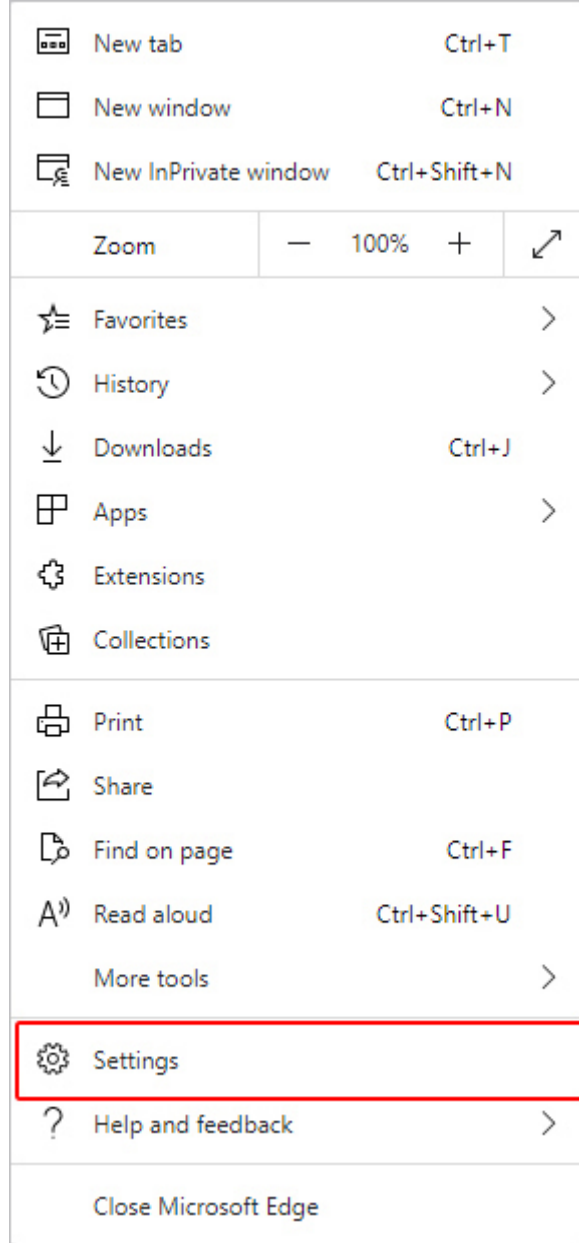 New tab Ctrl+T
New window Ctrl+N
New InPrivate window Ctrl+Shift+N
Zoom — 100% +
Favorites
History
Downloads Ctrl+J
Apps
Extensions
Collections
Print Ctrl+P
Share
Find on page Ctrl+F
Read aloud Ctrl+Shift+U
More tools
Settings
Help and feedback
Close Microsoft Edge